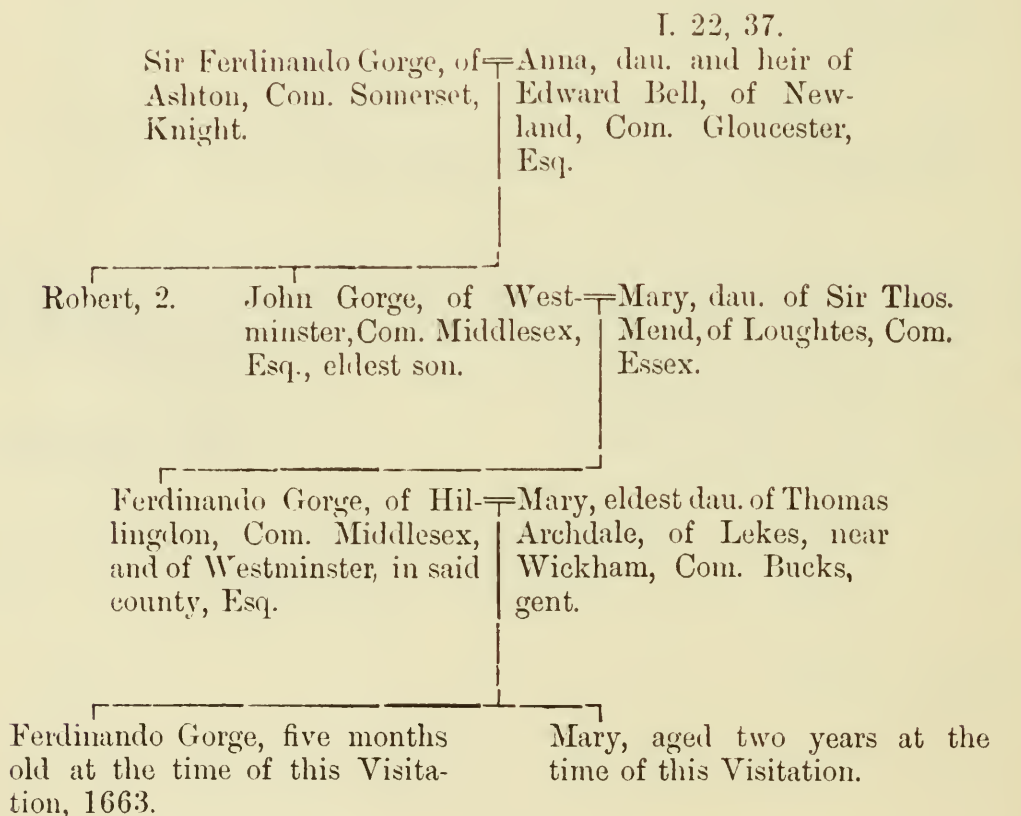 I. 22, 37.
Sir Ferdinando Gorge, of
Ashton, Com. Somerset,
Knight.
Anna, dau. and heir of
Edward Bell, of New-
land, Com. Gloucester,
Esq.
Robert, 2.
John Gorge, of West-
minster, Com. Middlesex,
Esq., eldest son.
Mary, dau. of Sir Thos.
Mend, of Loughtes, Com.
Essex.
Ferdinando Gorge, of Hil-
lingdon, Com. Middlesex,
and of Westminster, in said
county, Esq.
Mary, eldest dau. of Thomas
Archdale, of Lekes, near
Wickham, Com. Bucks,
gent.
Ferdinando Gorge, five months
old at the time of this Visita-
tion, 1663.
Mary, aged two years at the
time of this Visitation.